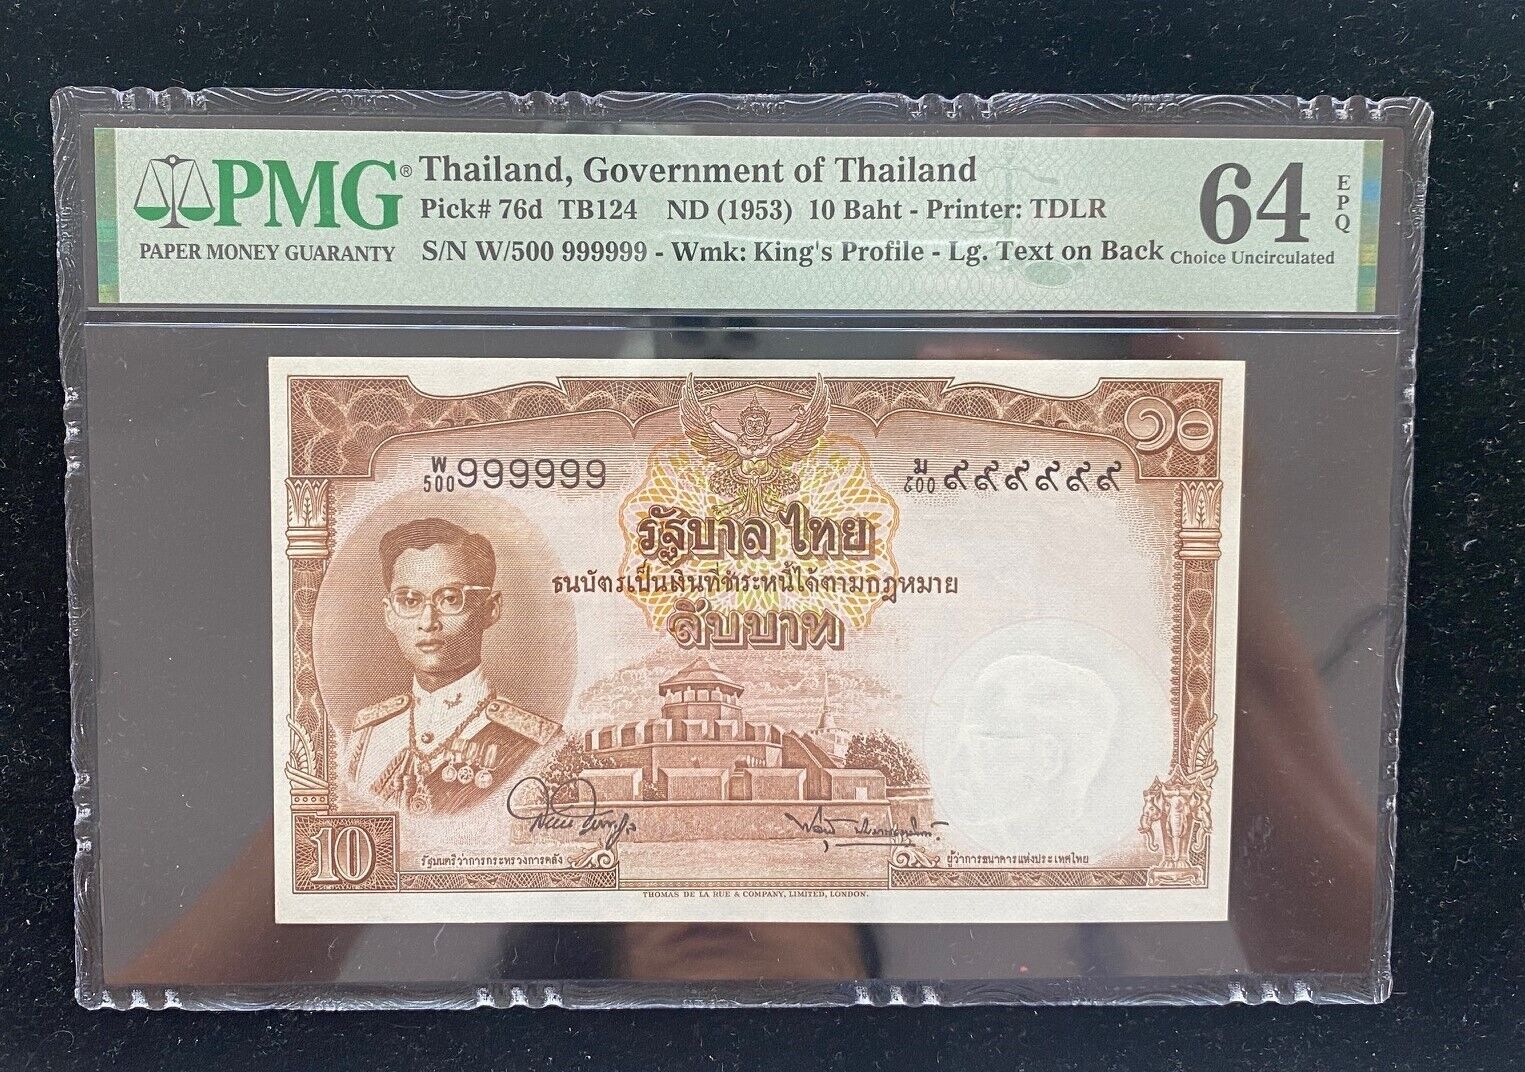 PMG® Thailand, Government of Thailand 64 EPQ
Pick# 76d TB124 ND (1953) 10 Baht - Printer: TDLR
PAPER MONEY GUARANTY S/N W/500 999999 - Wmk: King's Profile - Lg. Text on Back Choice Uncirculated
๑๐
W/500 999999 ม/๕๐๐ ๙๙๙๙๙๙
รัฐบาลไทย
ธนบัตรเป็นเงินที่ชำระหนี้ได้ตามกฎหมาย
สิบบาท
10 รัฐมนตรีว่าการกระทรวงการคลัง ผู้ว่าการธนาคารแห่งประเทศไทย
THOMAS DE LA RUE & COMPANY, LIMITED, LONDON.